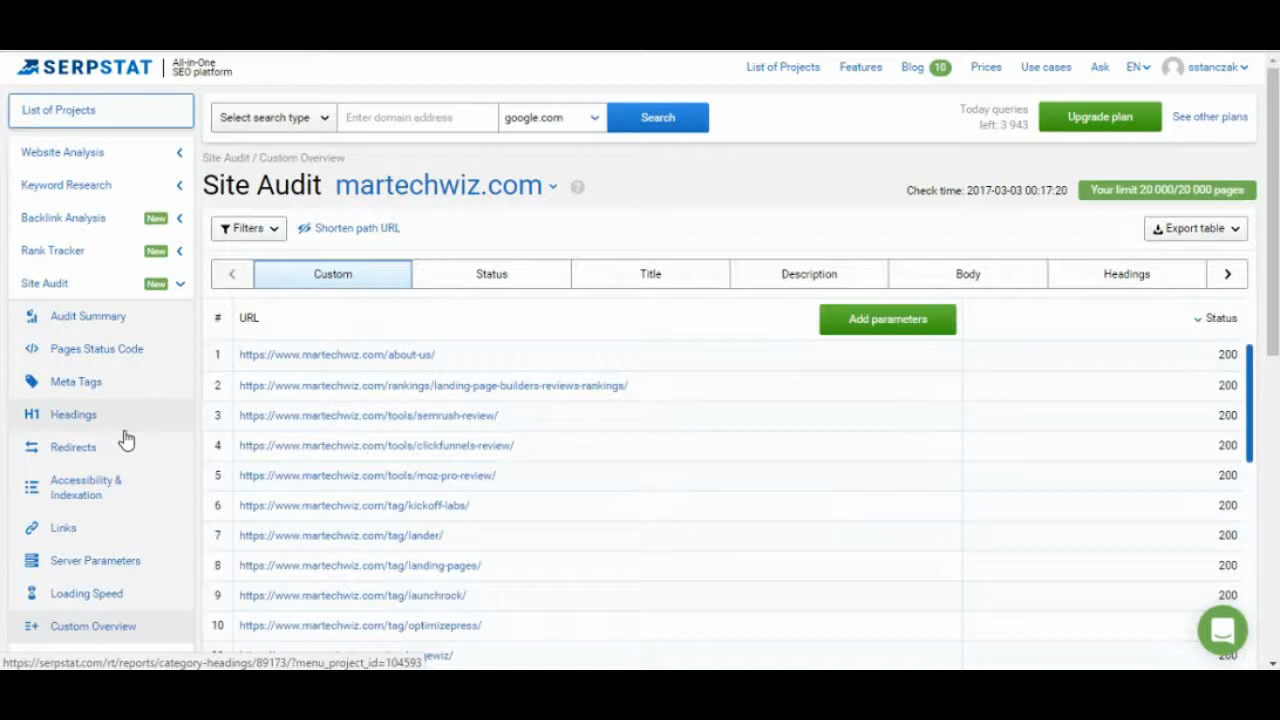 SERPSTAT
All-in-One
SEO platform
List of Projects
Features
Blog 10
Prices
Use cases
Ask
EN
sstanczak
List of Projects
Website Analysis
Keyword Research
Backlink Analysis New
Rank Tracker New
Site Audit New
Audit Summary
Pages Status Code
Meta Tags
H1 Headings
Redirects
Accessibility &
Indexation
Links
Server Parameters
Loading Speed
Custom Overview
Select search type
Enter domain address
google.com
Search
Today queries
left: 3 943
Upgrade plan
See other plans
Site Audit / Custom Overview
Site Audit martechwiz.com ?
Check time: 2017-03-03 00:17:20
Your limit 20 000/20 000 pages
Filters
Shorten path URL
Export table
Custom
Status
Title
Description
Body
Headings
# URL
Add parameters
Status
1 https://www.martechwiz.com/about-us/ 200
2 https://www.martechwiz.com/rankings/landing-page-builders-reviews-rankings/ 200
3 https://www.martechwiz.com/tools/semrush-review/ 200
4 https://www.martechwiz.com/tools/clickfunnels-review/ 200
5 https://www.martechwiz.com/tools/moz-pro-review/ 200
6 https://www.martechwiz.com/tag/kickoff-labs/ 200
7 https://www.martechwiz.com/tag/lander/ 200
8 https://www.martechwiz.com/tag/landing-pages/ 200
9 https://www.martechwiz.com/tag/launchrock/ 200
10 https://www.martechwiz.com/tag/optimizepress/ 200
https://serpstat.com/rt/reports/category-headings/89173/?menu_project_id=104593